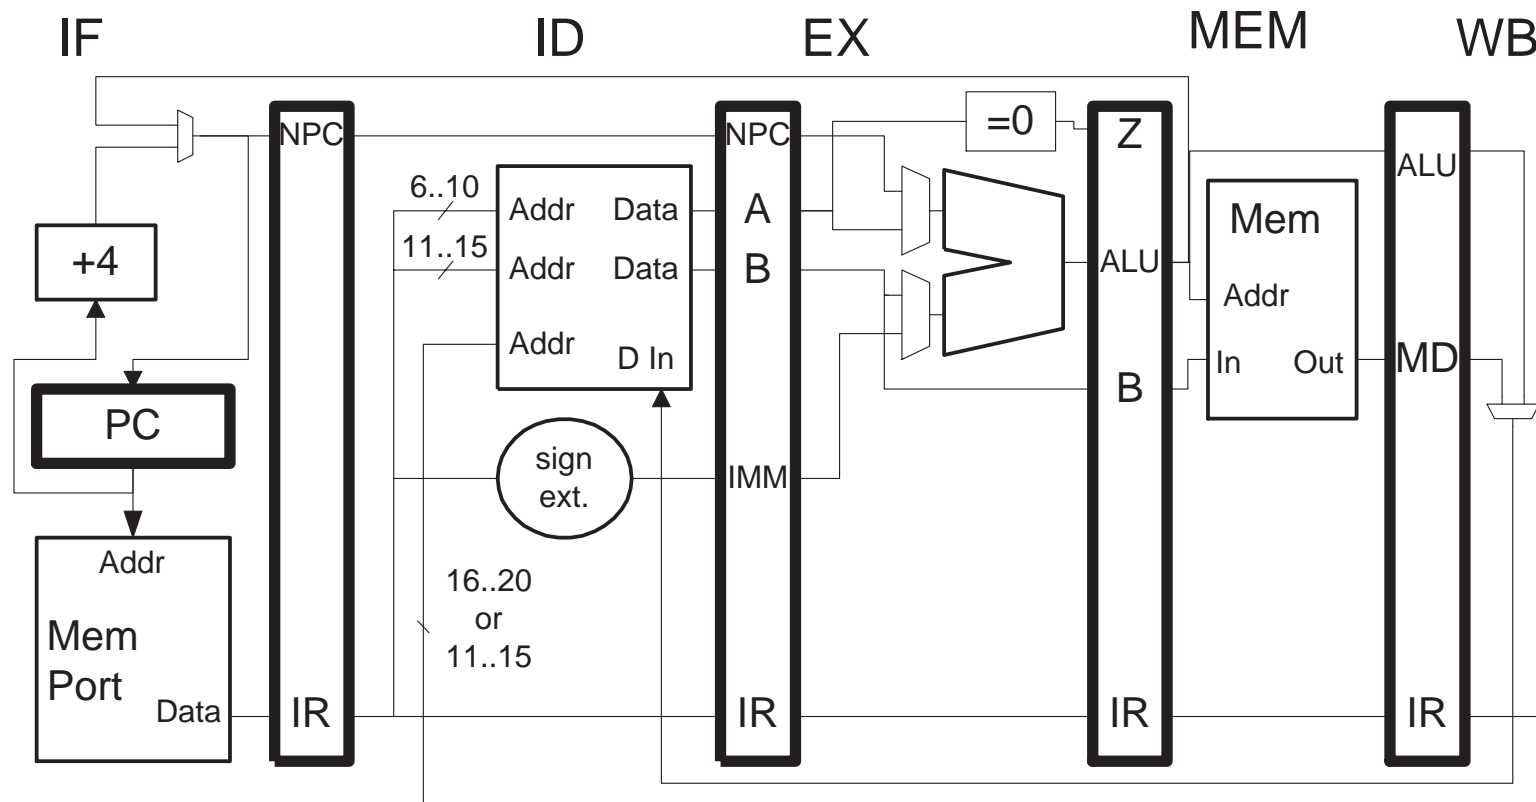 IF
ID
EX
MEM
WB
NPC
NPC
=0
Z
ALU
6..10
Addr
Data
A
Mem
11..15
Addr
Data
B
ALU
+4
Addr
Addr
D In
In
Out
MD
B
PC
sign
ext.
IMM
Addr
16..20
or
11..15
Mem
Port
Data
IR
IR
IR
IR